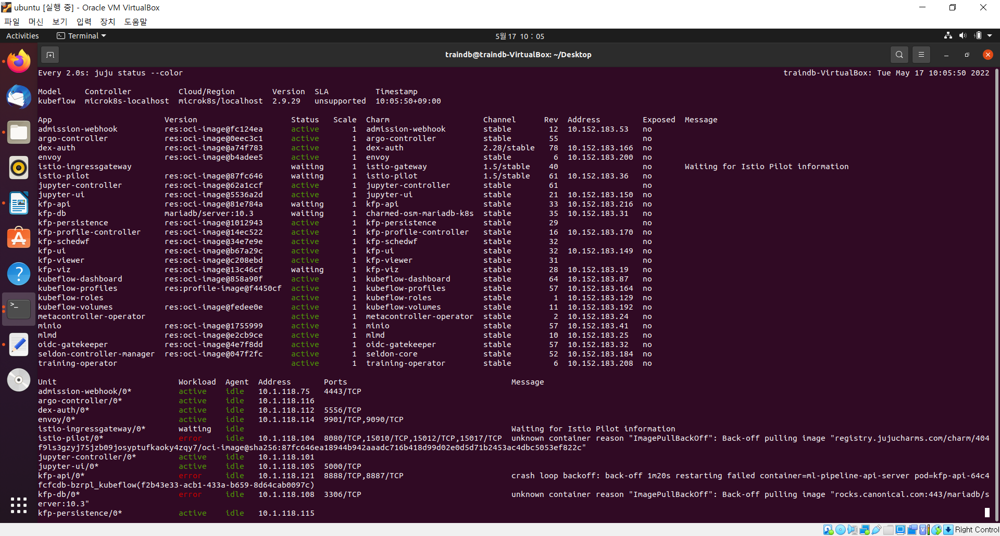 ubuntu [실행 중] - Oracle VM VirtualBox
파일 머신 보기 입력 장치 도움말
Activities Terminal 5월 17 10 : 05
traindb@traindb-VirtualBox: ~/Desktop
Every 2.0s: juju status --color traindb-VirtualBox: Tue May 17 10:05:50 2022
Model Controller Cloud/Region Version SLA Timestamp
kubeflow microk8s-localhost microk8s/localhost 2.9.29 unsupported 10:05:50+09:00
App Version Status Scale Charm Channel Rev Address Exposed Message
admission-webhook res:oci-image@fc124ea active 1 admission-webhook stable 12 10.152.183.53 no
argo-controller res:oci-image@0eec3c1 active 1 argo-controller stable 55 no
dex-auth res:oci-image@a74f783 active 1 dex-auth 2.28/stable 78 10.152.183.166 no
envoy res:oci-image@b4adee5 active 1 envoy stable 6 10.152.183.200 no
istio-ingressgateway waiting 1 istio-gateway 1.5/stable 40 no Waiting for Istio Pilot information
istio-pilot res:oci-image@87fc646 waiting 1 istio-pilot 1.5/stable 61 10.152.183.36 no
jupyter-controller res:oci-image@62a1ccf active 1 jupyter-controller stable 61 no
jupyter-ui res:oci-image@5536a2d active 1 jupyter-ui stable 21 10.152.183.150 no
kfp-api res:oci-image@81e784a waiting 1 kfp-api stable 33 10.152.183.216 no
kfp-db mariadb/server:10.3 waiting 1 charmed-osm-mariadb-k8s stable 35 10.152.183.31 no
kfp-persistence res:oci-image@1012943 active 1 kfp-persistence stable 29 no
kfp-profile-controller res:oci-image@14ec522 active 1 kfp-profile-controller stable 16 10.152.183.170 no
kfp-schedwf res:oci-image@34e7e9e active 1 kfp-schedwf stable 32 no
kfp-ui res:oci-image@b67a29c active 1 kfp-ui stable 32 10.152.183.149 no
kfp-viewer res:oci-image@c208ebd active 1 kfp-viewer stable 31 no
kfp-viz res:oci-image@13c46cf waiting 1 kfp-viz stable 28 10.152.183.19 no
kubeflow-dashboard res:oci-image@858a90f active 1 kubeflow-dashboard stable 64 10.152.183.87 no
kubeflow-profiles res:profile-image@f4450cf active 1 kubeflow-profiles stable 57 10.152.183.164 no
kubeflow-roles active 1 kubeflow-roles stable 1 10.152.183.129 no
kubeflow-volumes res:oci-image@fedee0e active 1 kubeflow-volumes stable 11 10.152.183.192 no
metacontroller-operator active 1 metacontroller-operator stable 2 10.152.183.24 no
minio res:oci-image@1755999 active 1 minio stable 57 10.152.183.41 no
mlmd res:oci-image@e2cb9ce active 1 mlmd stable 10 10.152.183.25 no
oidc-gatekeeper res:oci-image@4e7f8dd active 1 oidc-gatekeeper stable 57 10.152.183.32 no
seldon-controller-manager res:oci-image@047f2fc active 1 seldon-core stable 52 10.152.183.184 no
training-operator active 1 training-operator stable 6 10.152.183.208 no
Unit Workload Agent Address Ports Message
admission-webhook/0* active idle 10.1.118.75 4443/TCP
argo-controller/0* active idle 10.1.118.116
dex-auth/0* active idle 10.1.118.112 5556/TCP
envoy/0* active idle 10.1.118.114 9901/TCP,9090/TCP
istio-ingressgateway/0* waiting idle Waiting for Istio Pilot information
istio-pilot/0* error idle 10.1.118.104 8080/TCP,15010/TCP,15012/TCP,15017/TCP unknown container reason "ImagePullBackOff": Back-off pulling image "registry.jujucharms.com/charm/404
f9ls3gzyj75jzb09josyptufkaoky4zqy7/oci-image@sha256:87fc646ea18944b942aaadc716b418d99d02e0d5d71b2453ac4dbc5053ef822c"
jupyter-controller/0* active idle 10.1.118.101
jupyter-ui/0* active idle 10.1.118.105 5000/TCP
kfp-api/0* error idle 10.1.118.121 8888/TCP,8887/TCP crash loop backoff: back-off 1m20s restarting failed container=ml-pipeline-api-server pod=kfp-api-64c4
fcfcdb-bzrpl_kubeflow(f2b43e33-acb1-433a-b659-8d64cab0097c)
kfp-db/0* error idle 10.1.118.108 3306/TCP unknown container reason "ImagePullBackOff": Back-off pulling image "rocks.canonical.com:443/mariadb/s
erver:10.3"
kfp-persistence/0* active idle 10.1.118.115
Right Control